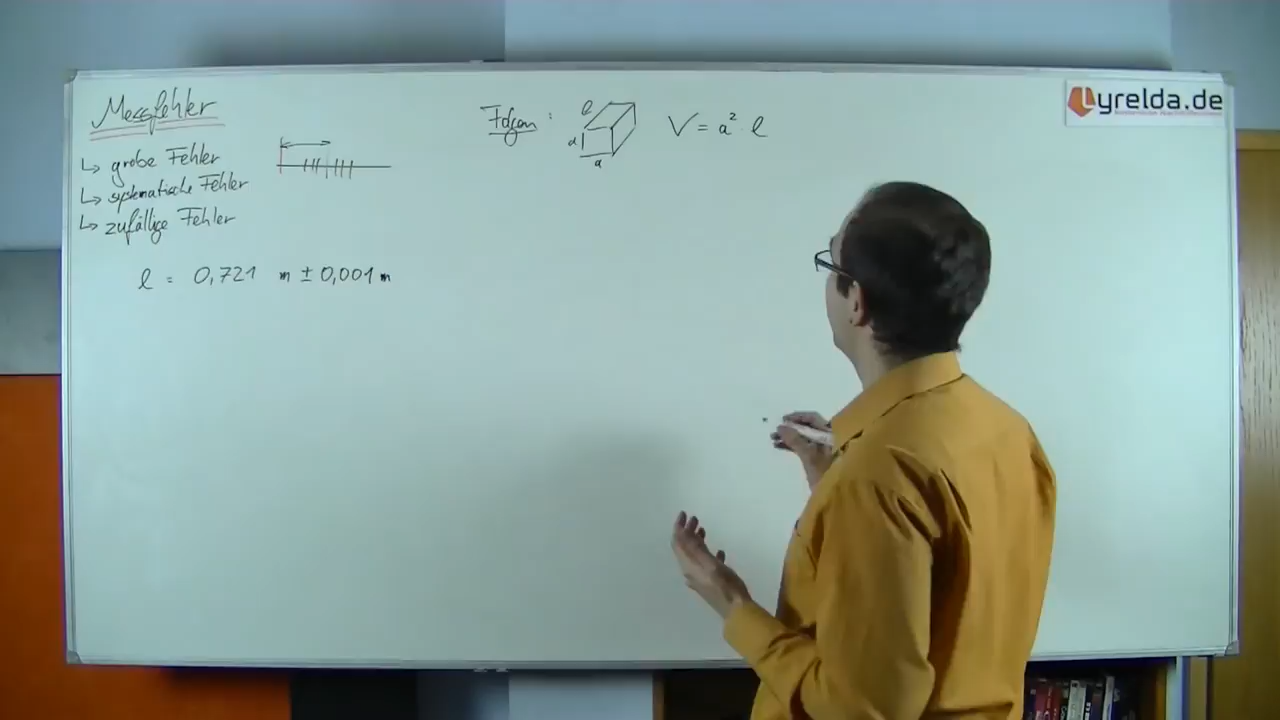 Messfehler
↳ grobe Fehler
↳ systematische Fehler
↳ zufällige Fehler
l = 0,721 m ± 0,001 m
Folgen :
l
a
a
V = a² l
Lyrelda.de